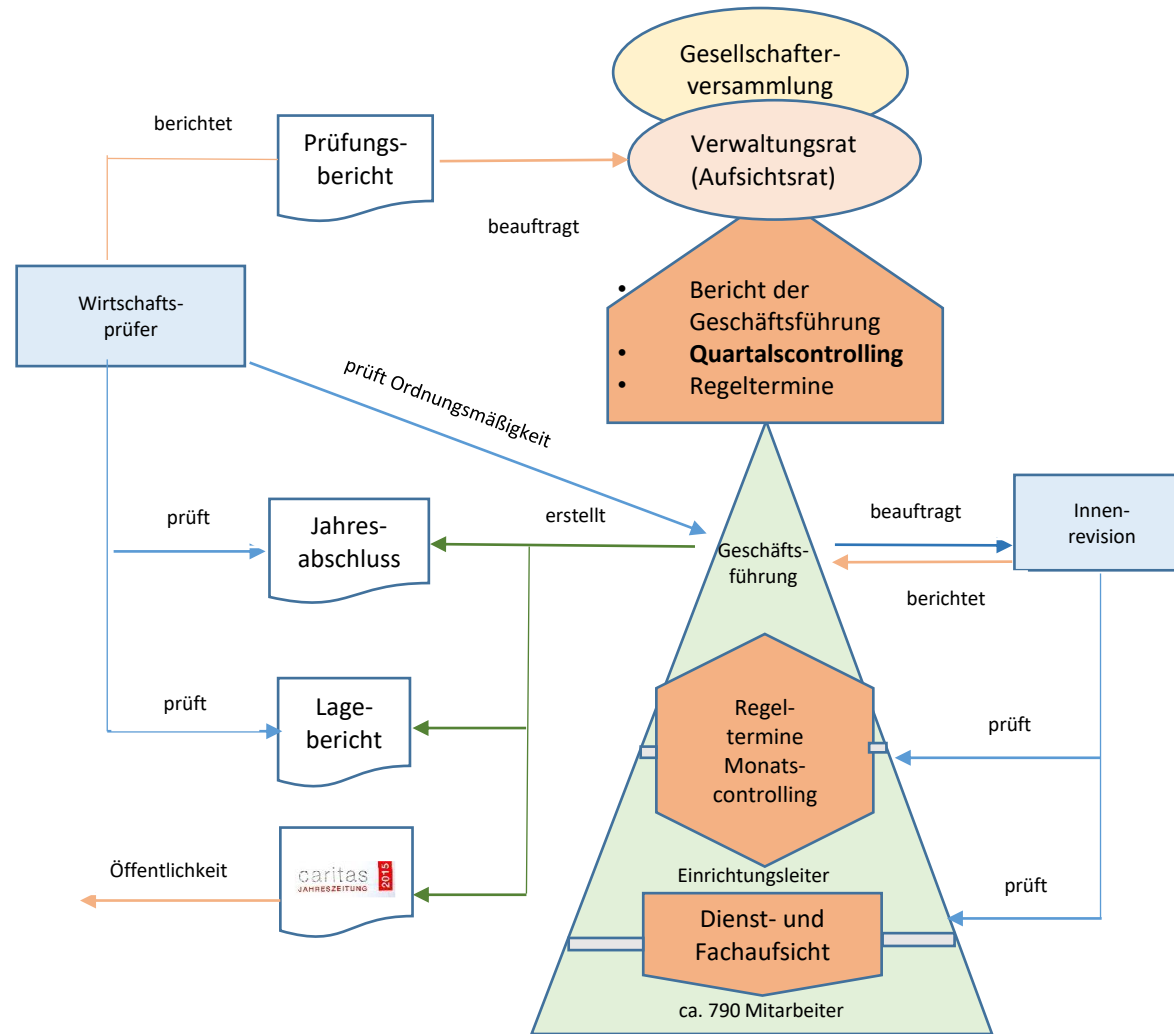 Gesellschafter-
versammlung
berichtet
Prüfungs-
bericht
Verwaltungsrat
(Aufsichtsrat)
beauftragt
Wirtschafts-
prüfer
• Bericht der
Geschäftsführung
• Quartalscontrolling
• Regeltermine
prüft Ordnungsmäßigkeit
prüft
Jahres-
abschluss
erstellt
Geschäfts-
führung
beauftragt
Innen-
revision
berichtet
prüft
Lage-
bericht
Regel-
termine
Monats-
controlling
prüft
Öffentlichkeit
caritas
JAHRESZEITUNG
2015
Einrichtungsleiter
prüft
Dienst- und
Fachaufsicht
ca. 790 Mitarbeiter